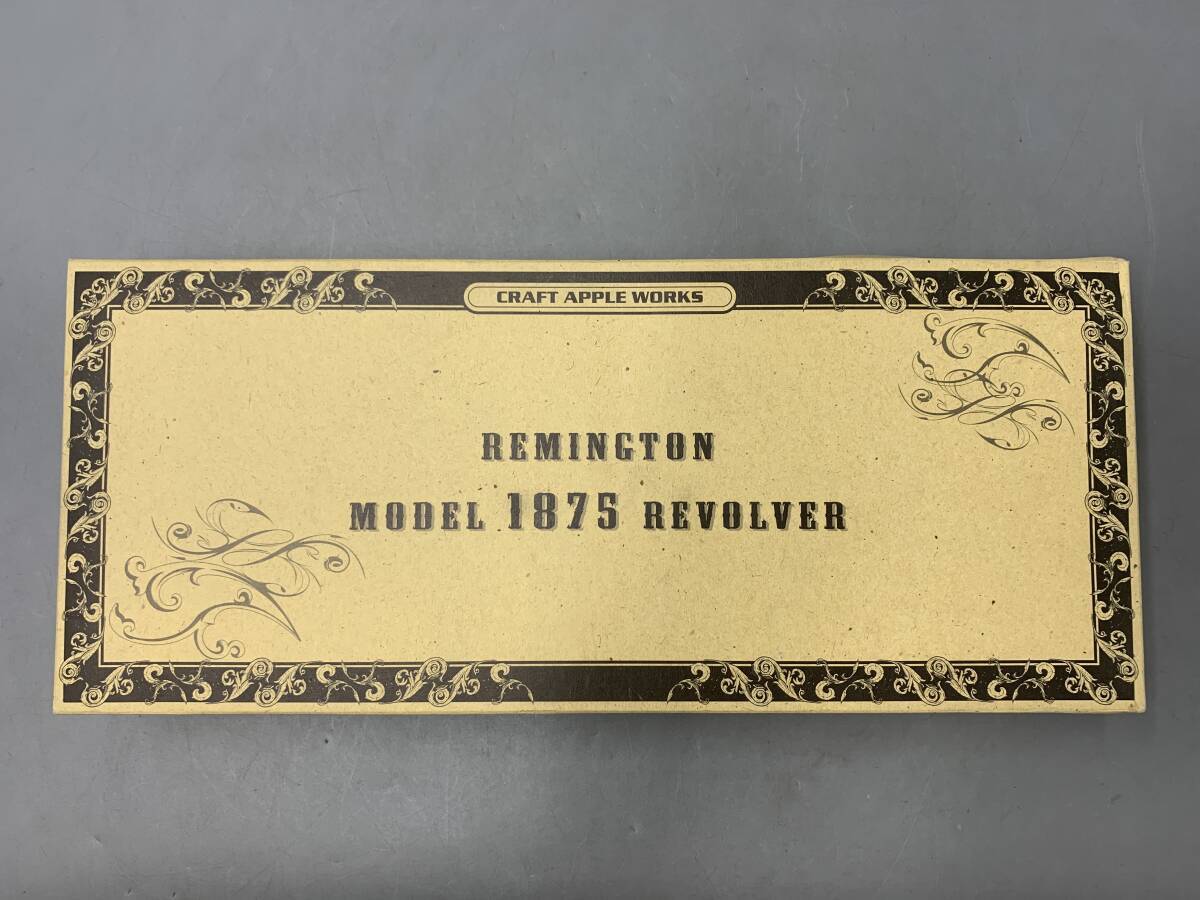 CRAFT APPLE WORKS
REMINGTON
MODEL 1875 REVOLVER